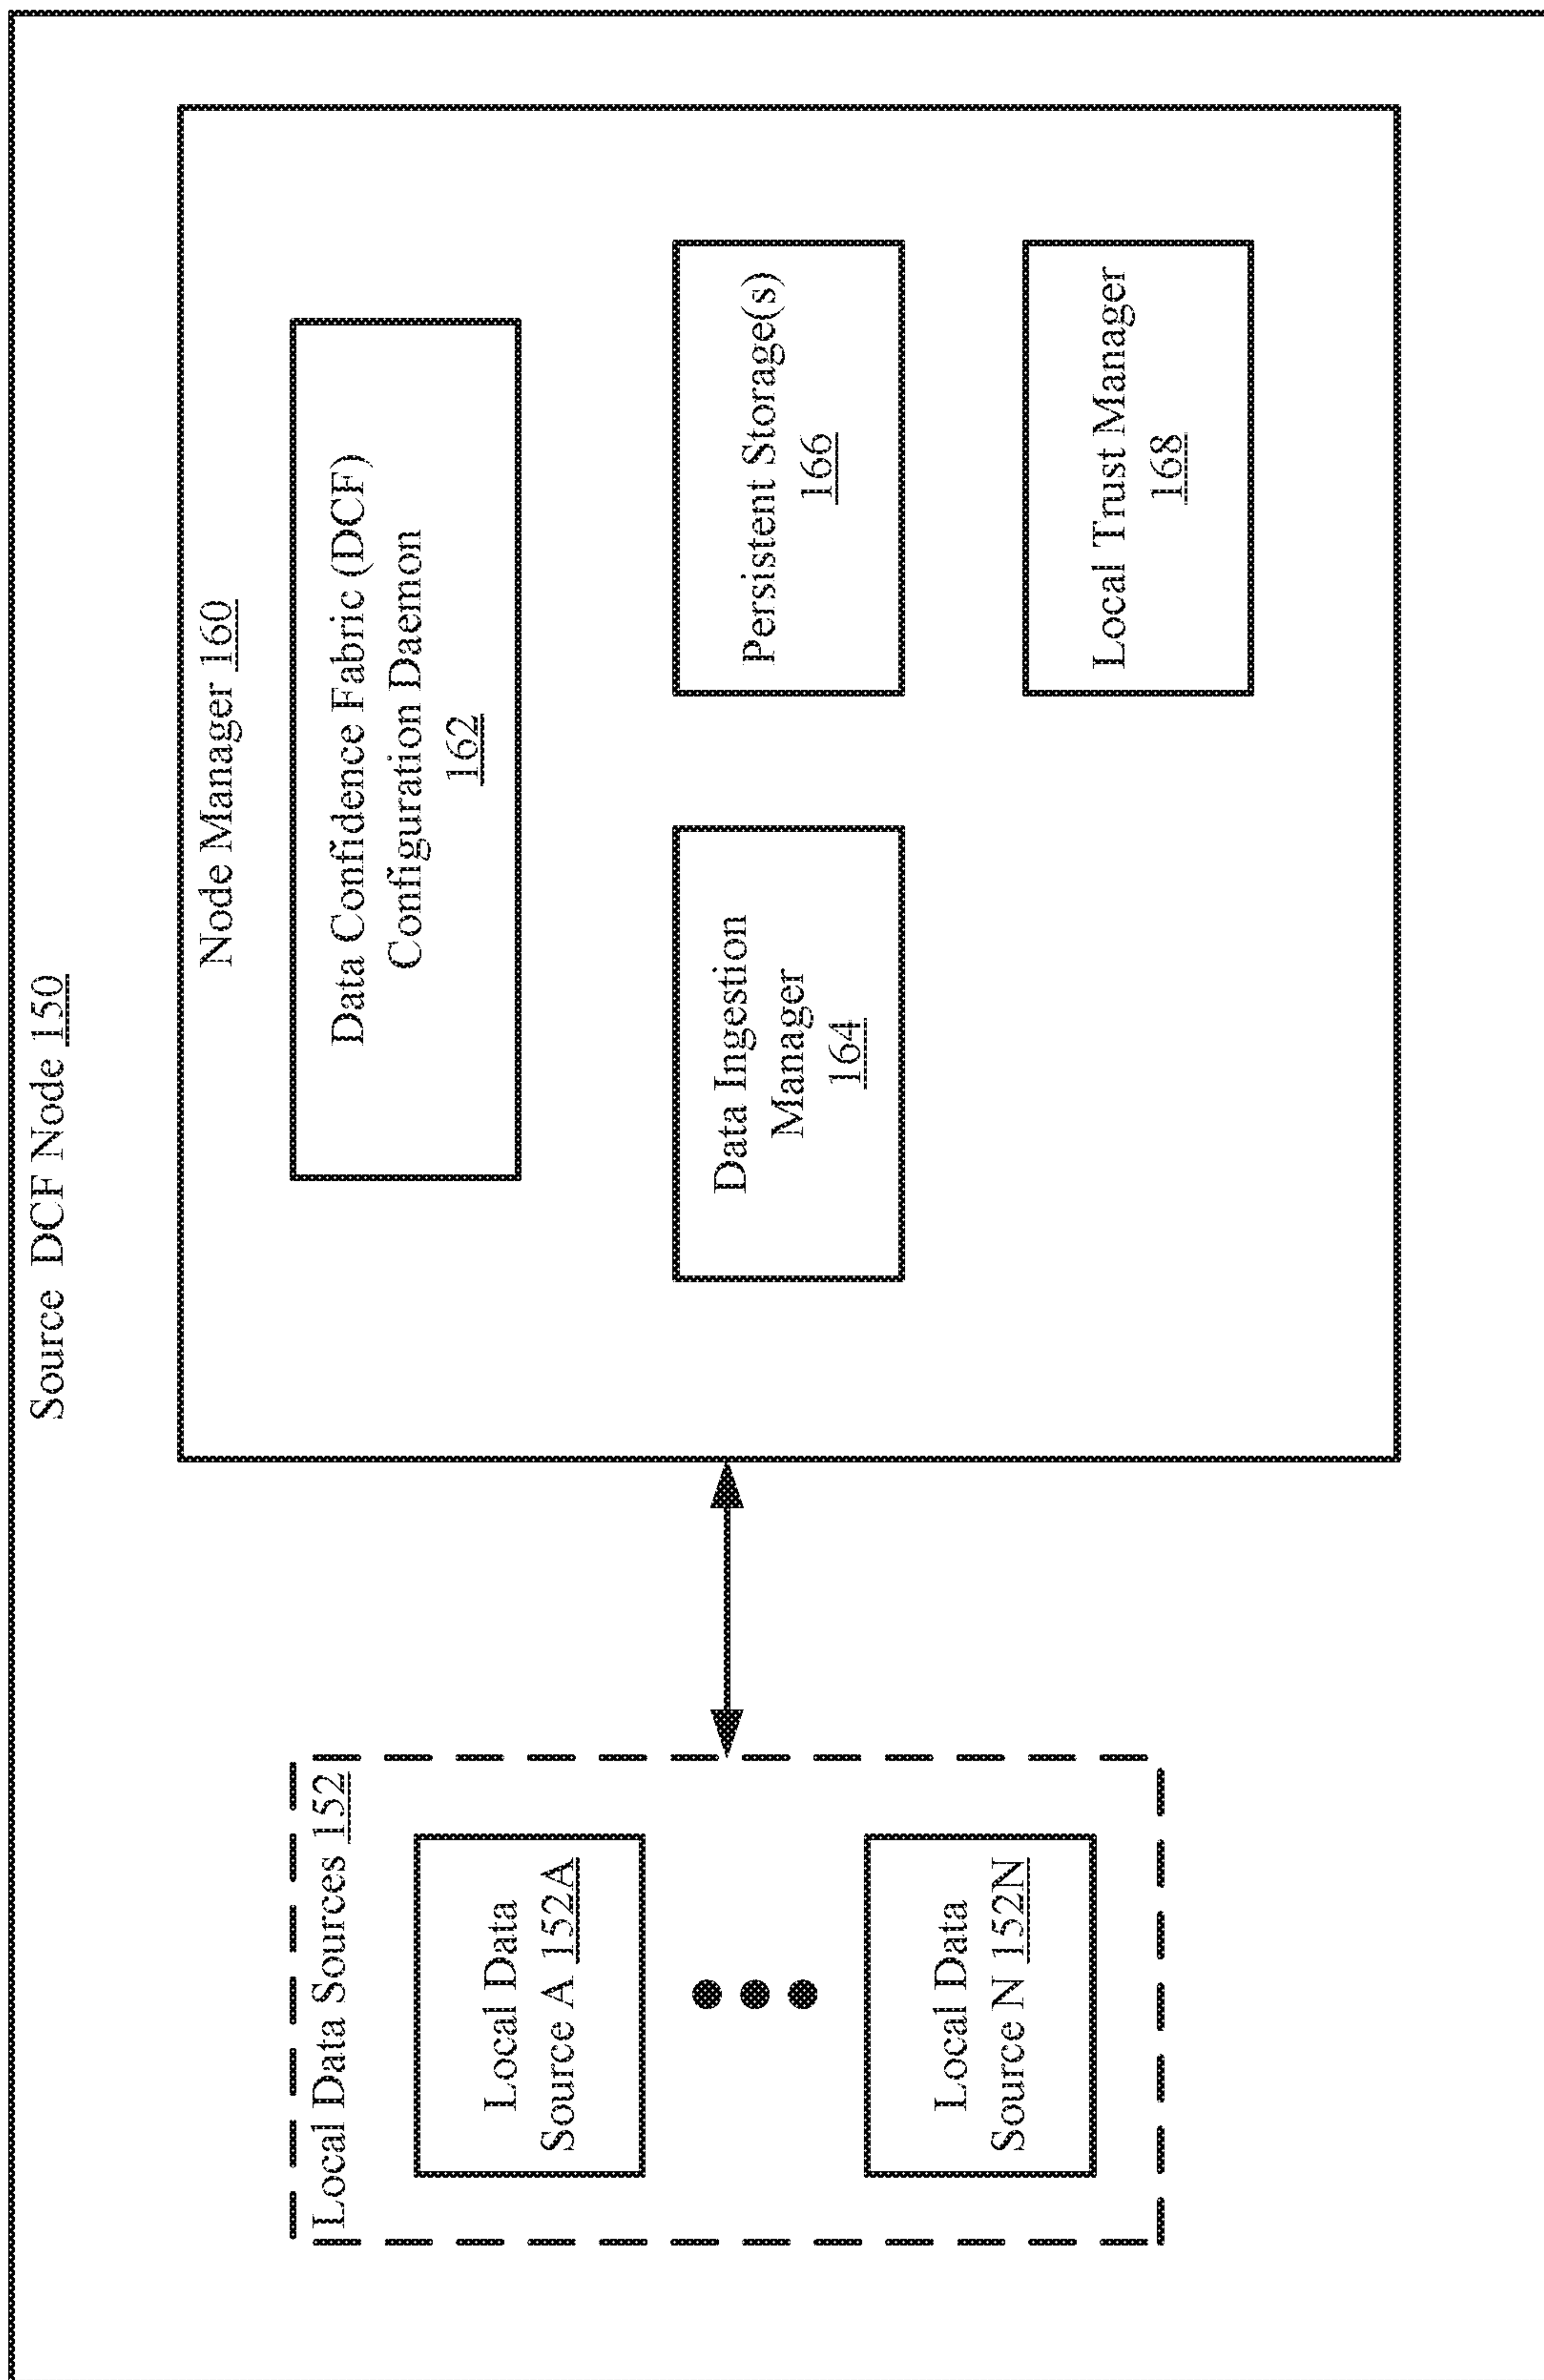 Source DCF Node 150
Local Data Sources 152
Local Data
Source A 152A
Local Data
Source N 152N
Node Manager 160
Data Confidence Fabric (DCF)
Configuration Daemon
162
Data Ingestion
Manager
164
Persistent Storage(s)
166
Local Trust Manager
168